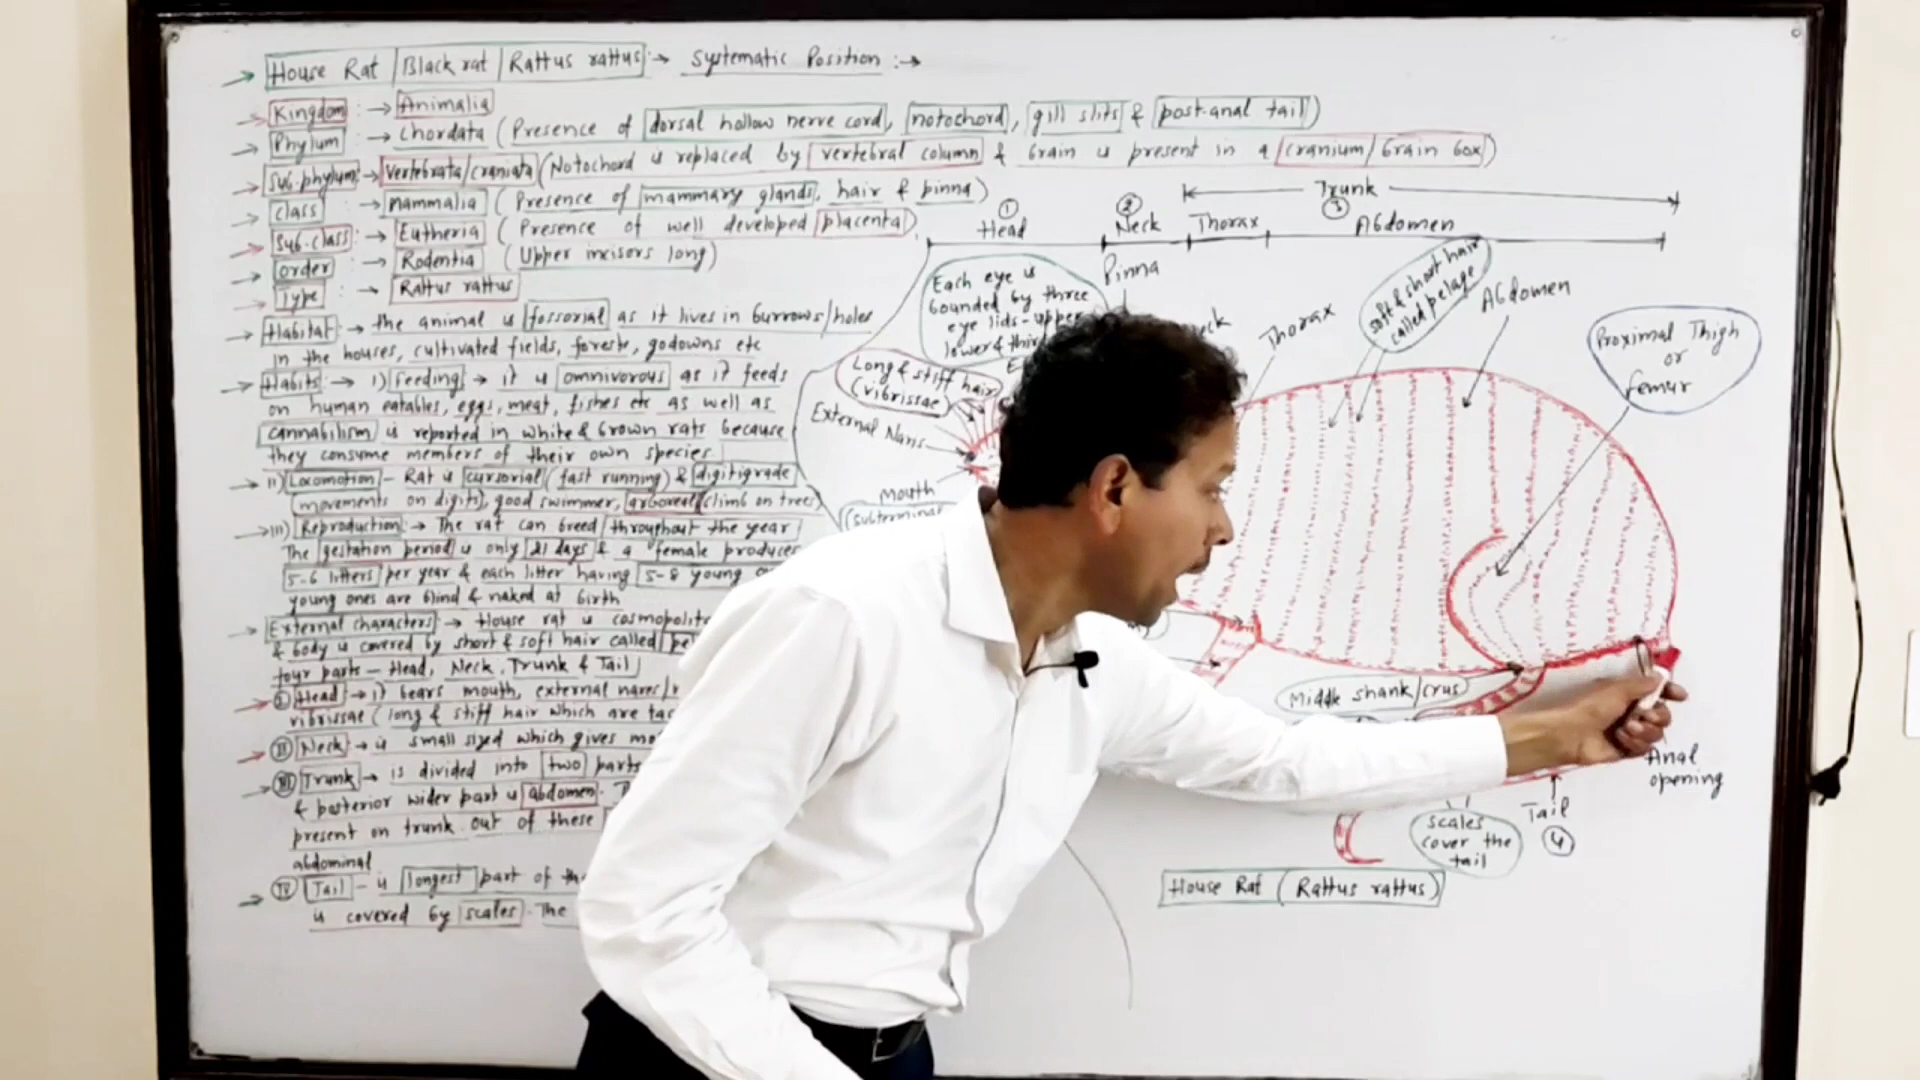 House Rat | Black rat | Rattus rattus :→ Systematic Position :→
Kingdom :→ Animalia
Phylum :→ Chordata (Presence of dorsal hollow nerve cord, notochord, gill slits & post-anal tail)
Sub.phylum → Vertebrata/craniata (Notochord is replaced by vertebral column & brain is present in a cranium/brain box)
Class → Mammalia (Presence of mammary glands, hair & pinna)
Sub.class → Eutheria (Presence of well developed placenta)
Order → Rodentia (Upper incisors long)
Type :→ Rattus rattus
Habitat :→ the animal is fossorial as it lives in burrows/holes
in the houses, cultivated fields, forests, godowns etc
Habits → i) Feeding → it is omnivorous as it feeds
on human eatables, eggs, meat, fishes etc as well as
cannabilism is reported in white & brown rats because
they consume members of their own species
ii) Locomotion - Rat is cursorial (fast running) & digitigrade
(movements on digits), good swimmer, arboreal (climb on trees)
iii) Reproduction :→ The rat can breed throughout the year
The gestation period is only 21 days & a female produces
5-6 litters per year & each litter having 5-8 young
young ones are blind & naked at birth
External characters → House rat is
& body is covered by short & soft hair called
four parts - Head, Neck, Trunk & Tail
I Head → it bears mouth, external nares/
vibrissae (long & stiff hair which are
II Neck → is small sized which gives
III Trunk → is divided into two parts
& posterior wider part is abdomen.
present on trunk. out of these
abdominal
IV Tail - is longest part of
is covered by scales. The
Trunk
1 2 3
Head Neck Thorax Abdomen
Pinna
Each eye is
bounded by three
eye lids - upper
lower &
Thorax
soft & short hair
called pelage
Abdomen
Proximal Thigh
or
femur
Long & stiff hair
(vibrissae
External Naris
Mouth
Middle shank/crus
Anal
opening
Tail
4
Scales
cover the
tail
House Rat (Rattus rattus)